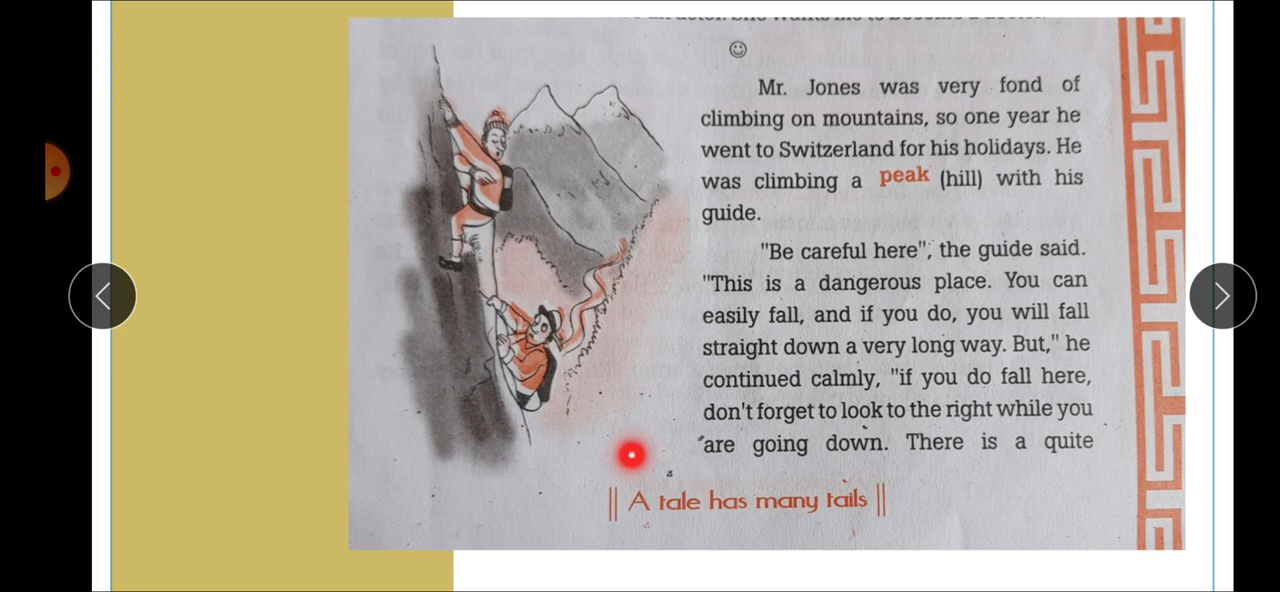 Mr. Jones was very fond of
climbing on mountains, so one year he
went to Switzerland for his holidays. He
was climbing a peak (hill) with his
guide.
"Be careful here", the guide said.
"This is a dangerous place. You can
easily fall, and if you do, you will fall
straight down a very long way. But," he
continued calmly, "if you do fall here,
don't forget to look to the right while you
are going down. There is a quite
|| A tale has many tails ||